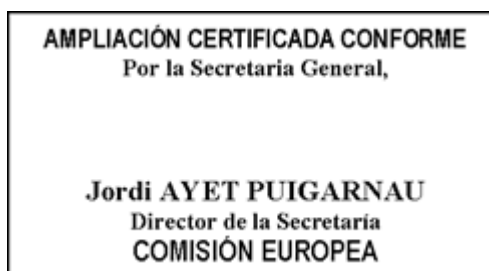 AMPLIACIÓN CERTIFICADA CONFORME
Por la Secretaria General,
Jordi AYET PUIGARNAU
Director de la Secretaría
COMISIÓN EUROPEA